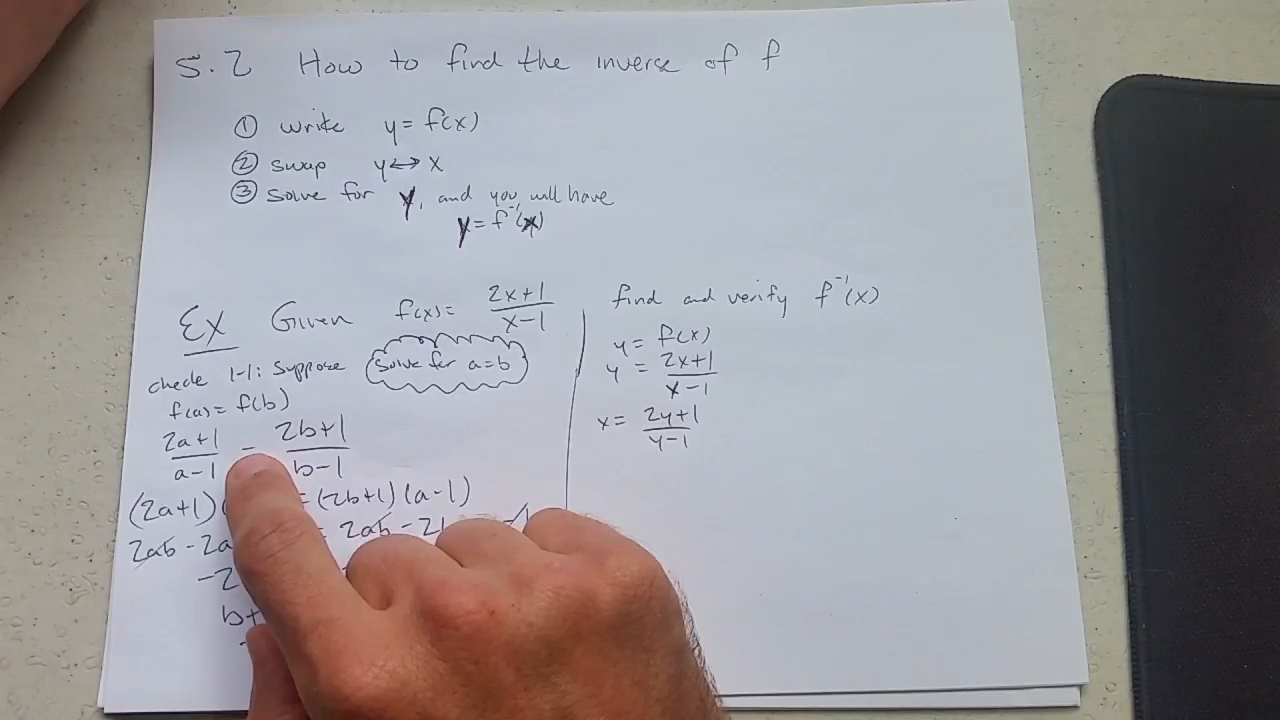 5.2 How to find the inverse of f
① write y = f(x)
② swap y ↔ x
③ solve for y, and you will have
y = f⁻¹(x)
Ex Given f(x) = (2x+1)/(x-1)
check 1-1: suppose
solve for a=b
f(a) = f(b)
(2a+1)/(a-1) = (2b+1)/(b-1)
(2a+1)( = (2b+1)(a-1)
2ab - 2a = 2ab - 2
-2
b+
find and verify f⁻¹(x)
y = f(x)
y = (2x+1)/(x-1)
x = (2y+1)/(y-1)